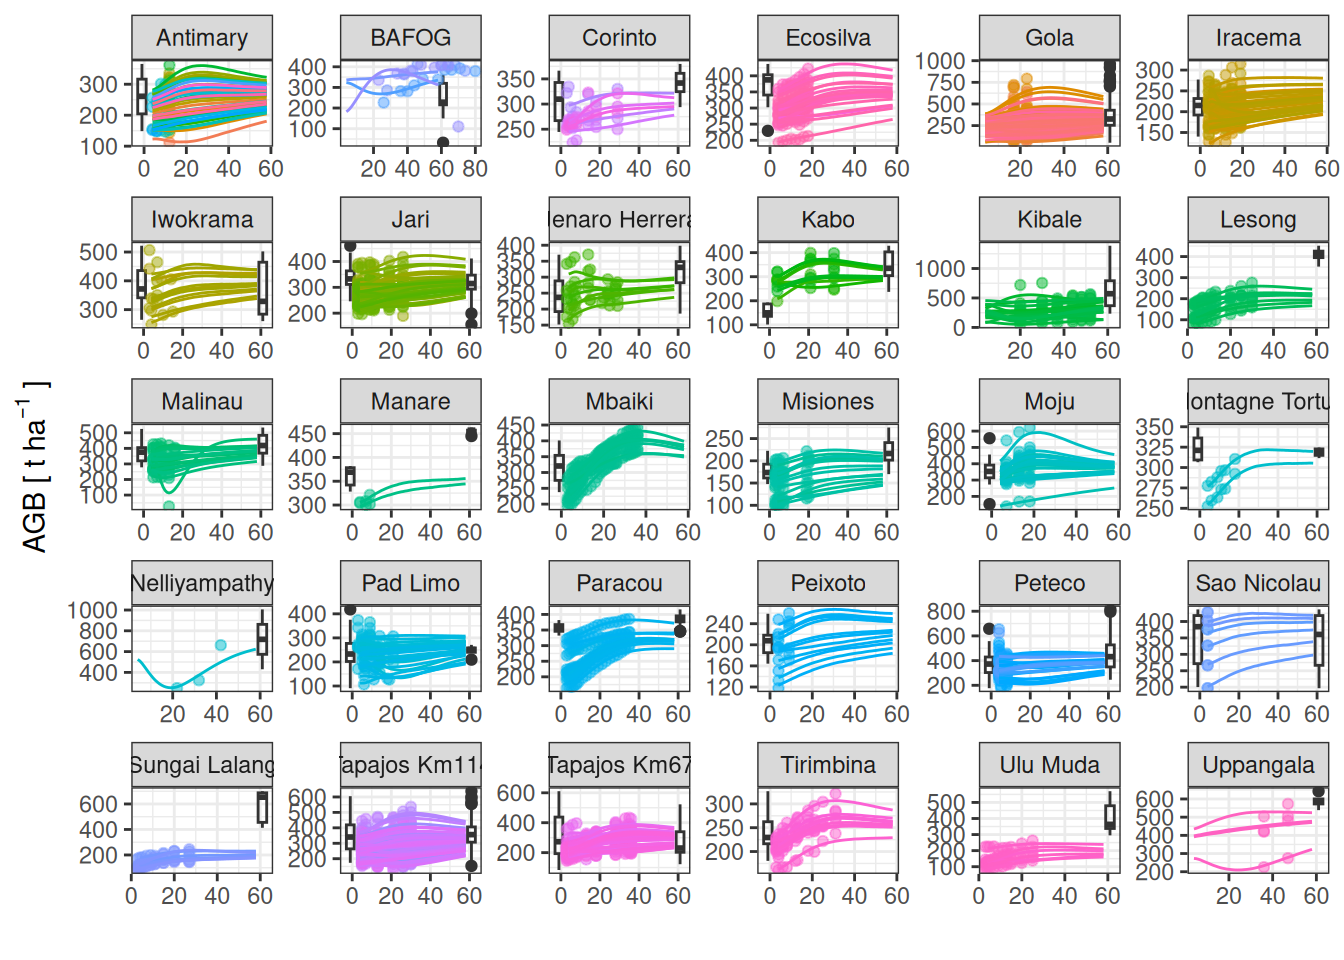 Antimary BAFOG Corinto Ecosilva Gola Iracema
300 200 100
400 300 200 100
350 300 250
400 350 300 250 200
1000 750 500 250
300 250 200 150
0 20 40 60
20 40 60 80
0 20 40 60
0 20 40 60
20 40 60
0 20 40 60
Iwokrama Jari enaro Herrera Kabo Kibale Lesong
500 400 300
400 300 200
400 350 300 250 200 150
400 300 200 100
1000 500 0
400 300 200 100
0 20 40 60
0 20 40 60
0 20 40 60
0 20 40 60
20 40 60
0 20 40 60
AGB [ t ha−1 ]
Malinau Manare Mbaiki Misiones Moju ontagne Tortu
500 400 300 200 100
450 400 350 300
450 400 350 300 250 200
250 200 150 100
600 500 400 300 200
350 325 300 275 250
0 20 40 60
0 20 40 60
0 20 40 60
0 20 40 60
0 20 40 60
0 20 40 60
Nelliyampathy Pad Limo Paracou Peixoto Peteco Sao Nicolau
1000 800 600 400
400 300 200 100
400 350 300 250 200
240 200 160 120
800 600 400 200
400 350 300 250 200
20 40 60
0 20 40 60
0 20 40 60
0 20 40 60
0 20 40 60
0 20 40 60
Sungai Lalang apajos Km114 Tapajos Km67 Tirimbina Ulu Muda Uppangala
600 400 200
600 500 400 300 200
600 400 200
300 250 200
500 400 300 200 100
600 500 400 300 200
0 20 40 60
0 20 40 60
0 20 40 60
0 20 40 60
0 20 40 60
20 40 60